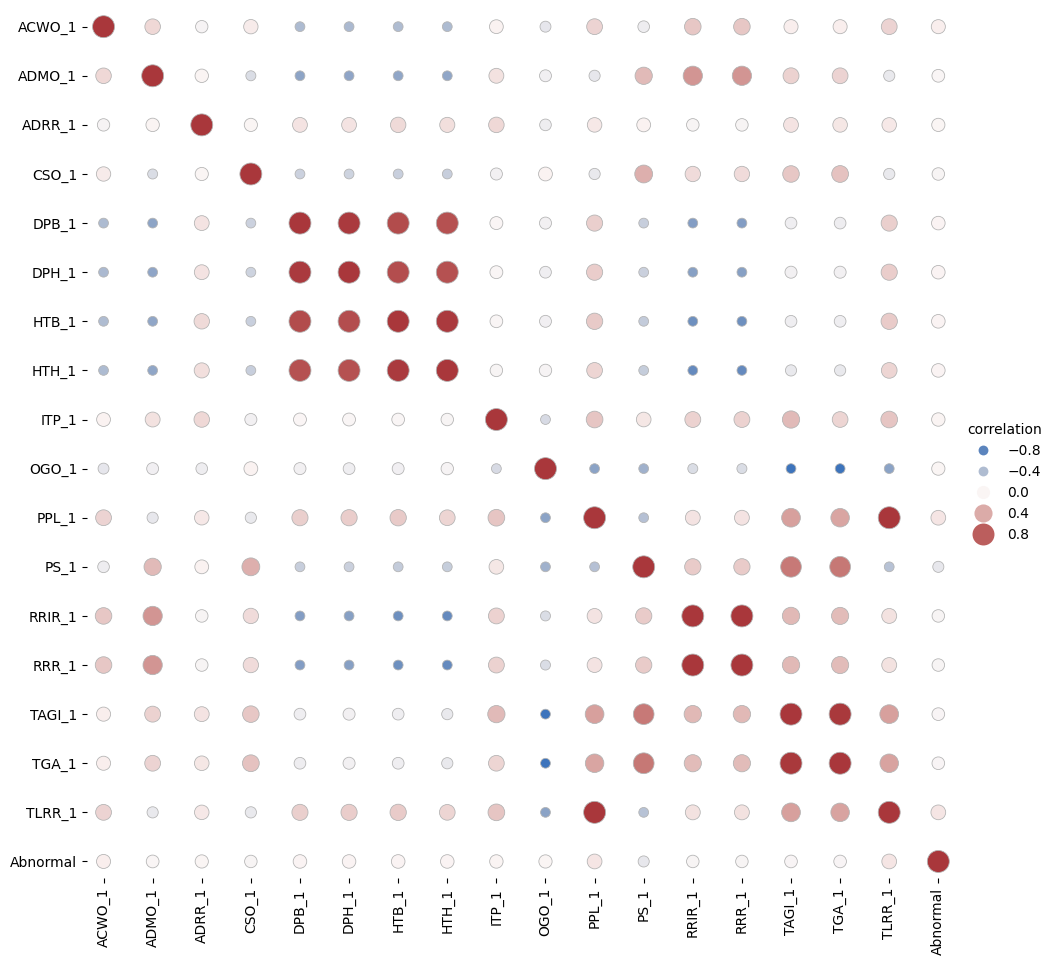 ACWO_1
ADMO_1
ADRR_1
CSO_1
DPB_1
DPH_1
HTB_1
HTH_1
ITP_1
OGO_1
PPL_1
PS_1
RRIR_1
RRR_1
TAGI_1
TGA_1
TLRR_1
Abnormal
ACWO_1
ADMO_1
ADRR_1
CSO_1
DPB_1
DPH_1
HTB_1
HTH_1
ITP_1
OGO_1
PPL_1
PS_1
RRIR_1
RRR_1
TAGI_1
TGA_1
TLRR_1
Abnormal
correlation
−0.8
−0.4
0.0
0.4
0.8